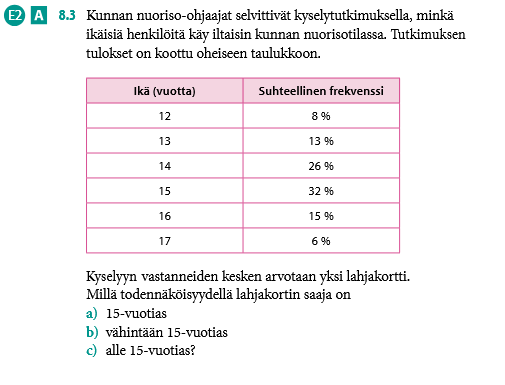 E2 A 8.3 Kunnan nuoriso-ohjaajat selvittivät kyselytutkimuksella, minkä
ikäisiä henkilöitä käy iltaisin kunnan nuorisotilassa. Tutkimuksen
tulokset on koottu oheiseen taulukkoon.
Ikä (vuotta) Suhteellinen frekvenssi
12 8 %
13 13 %
14 26 %
15 32 %
16 15 %
17 6 %
Kyselyyn vastanneiden kesken arvotaan yksi lahjakortti.
Millä todennäköisyydellä lahjakortin saaja on
a) 15-vuotias
b) vähintään 15-vuotias
c) alle 15-vuotias?